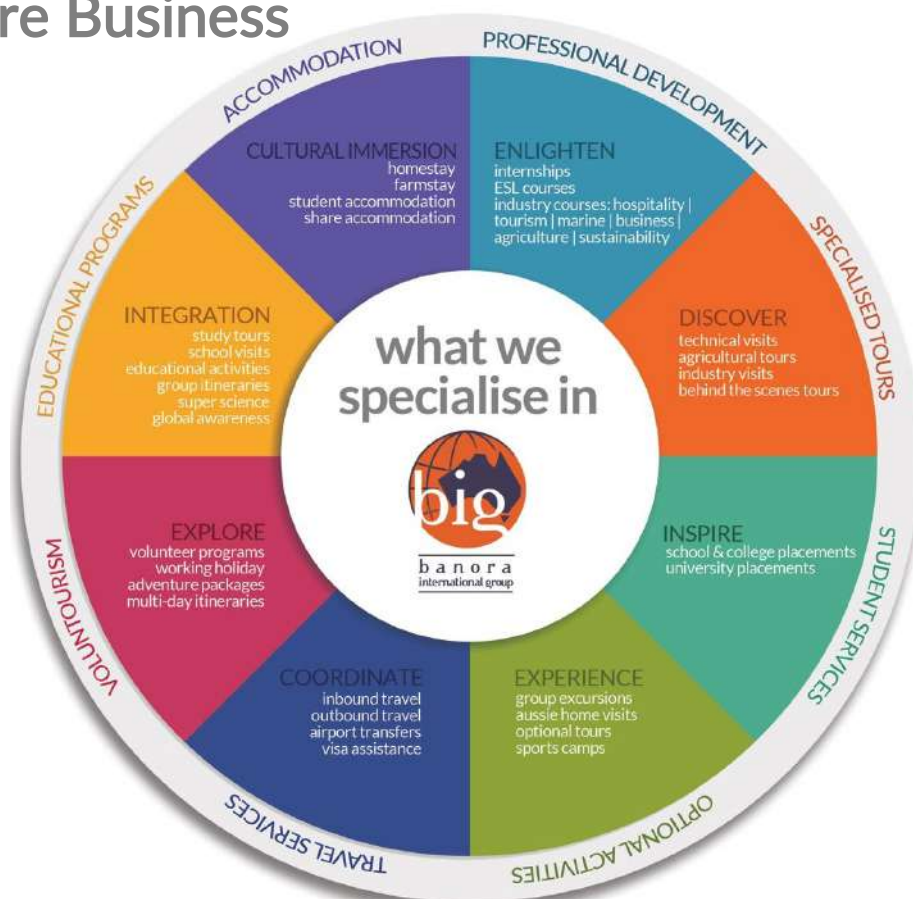 re Business
ACCOMMODATION
CULTURAL IMMERSION
homestay
farmstay
student accommodation
share accommodation
PROFESSIONAL DEVELOPMENT
ENLIGHTEN
internships
ESL courses
industry courses: hospitality |
tourism | marine | business |
agriculture | sustainability
SPECIALISED TOURS
DISCOVER
technical visits
agricultural tours
industry visits
behind the scenes tours
STUDENT SERVICES
INSPIRE
school & college placements
university placements
OPTIONAL ACTIVITIES
EXPERIENCE
group excursions
aussie home visits
optional tours
sports camps
TRAVEL SERVICES
COORDINATE
inbound travel
outbound travel
airport transfers
visa assistance
VOLUNTOURISM
EXPLORE
volunteer programs
working holiday
adventure packages
multi-day itineraries
EDUCATIONAL PROGRAMS
INTEGRATION
study tours
school visits
educational activities
group itineraries
super science
global awareness
what we
specialise in
big
banora
international group